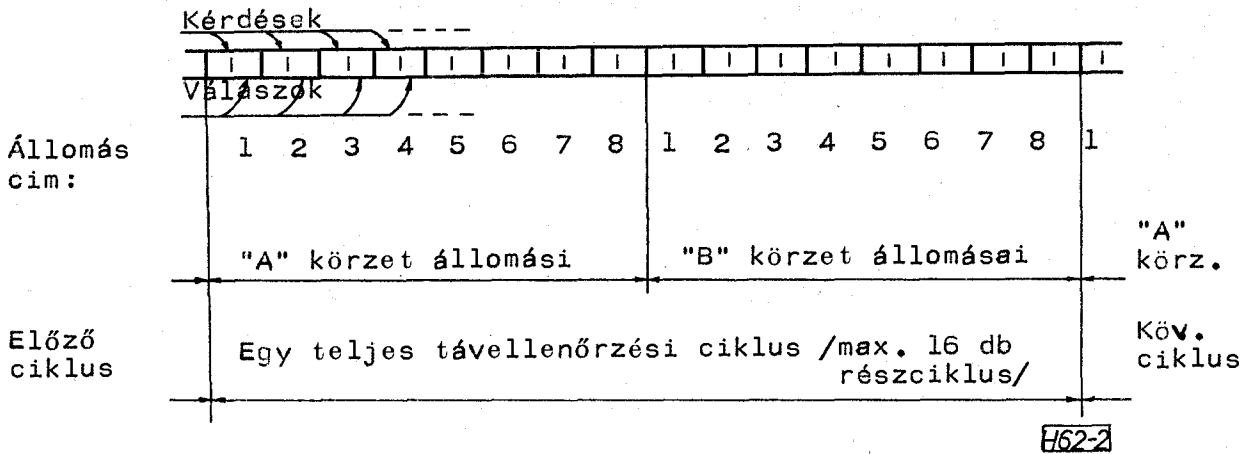 Kérdések
Válaszok
Állomás cim: 1 2 3 4 5 6 7 8 1 2 3 4 5 6 7 8 1
"A" körzet állomási
"B" körzet állomásai
"A" körz.
Előző ciklus
Egy teljes távellenőrzési ciklus /max. 16 db
részciklus/
Köv. ciklus
H62-2